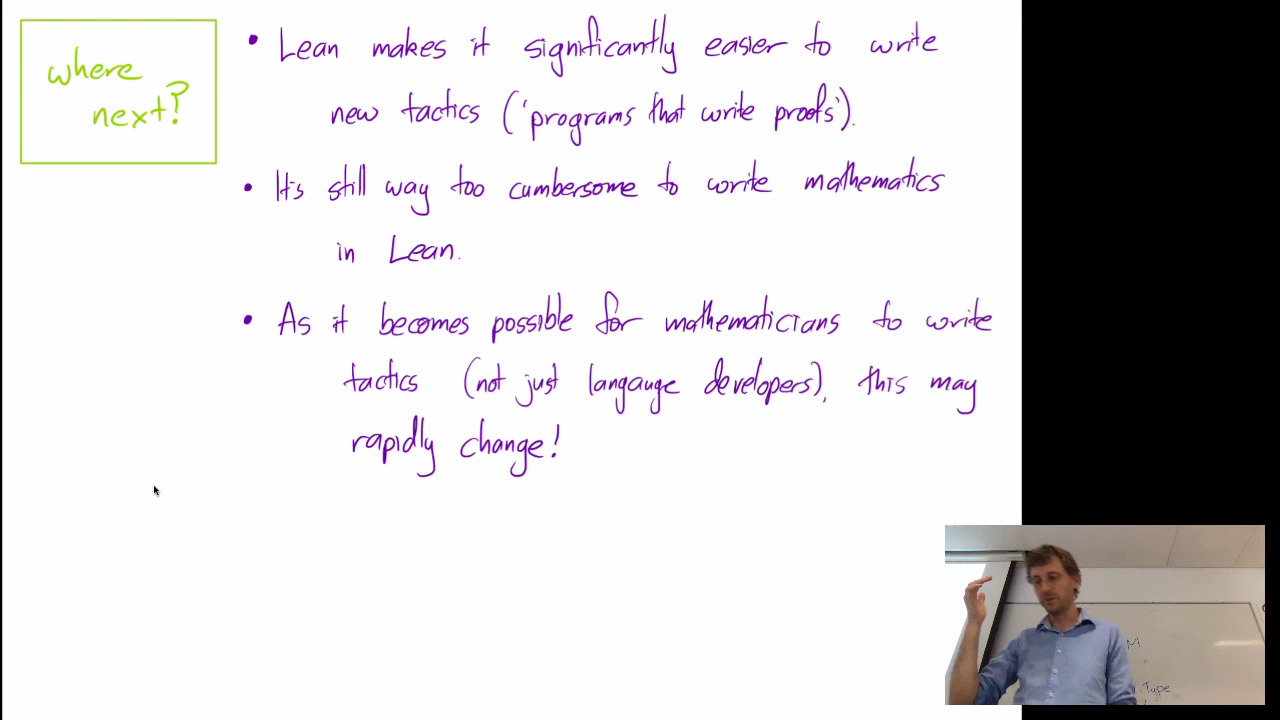 where
next?
• Lean makes it significantly easier to write
new tactics ('programs that write proofs').
• It's still way too cumbersome to write mathematics
in Lean.
• As it becomes possible for mathematicians to write
tactics (not just langauge developers), this may
rapidly change!
M
Type